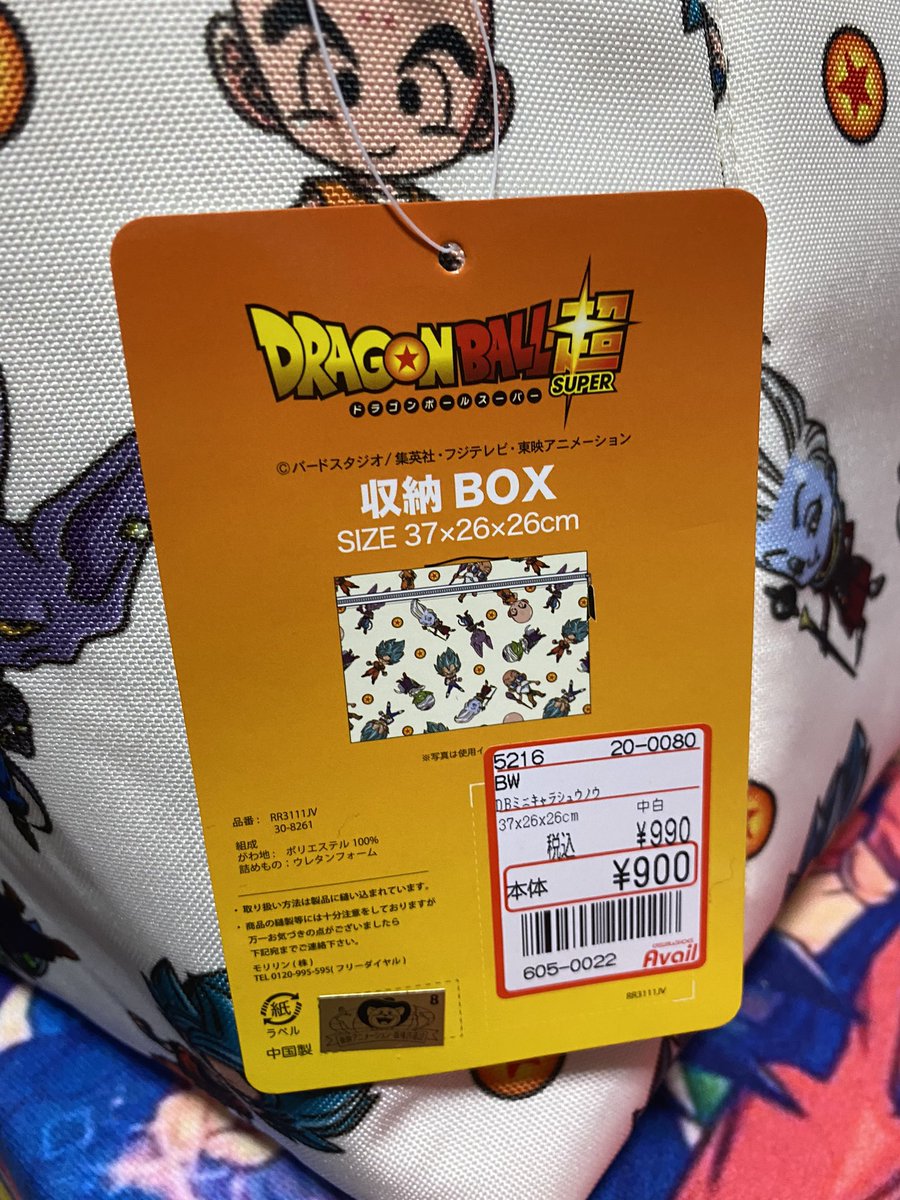 DRAGON BALL 超
SUPER
ドラゴンボールスーパー
©バードスタジオ/集英社・フジテレビ・東映アニメーション
収納 BOX
SIZE 37×26×26cm
※写真は使用イ
5216 20-0080
BW
DBミニキャラシュウノウ
37x26x26cm 中白
税込 ¥990
本体 ¥900
605-0022
Avail
RR3111JV
品番: RR3111JV
30-8261
組成
がわ地: ポリエステル 100%
詰めもの:ウレタンフォーム
・取り扱い方法は製品に縫い込まれています。
・商品の縫製等には十分注意をしておりますが
万一お気づきの点がございましたら
下記宛までご連絡下さい。
モリリン(株)
TEL 0120-995-595(フリーダイヤル)
紙
ラベル
中国製
8